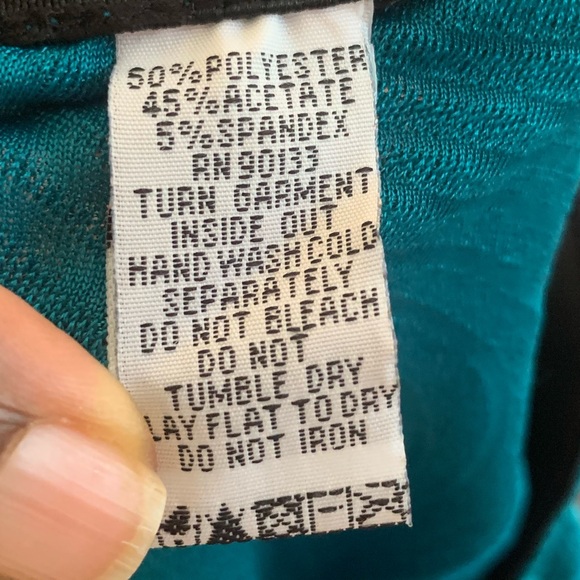 50% POLYESTER
45% ACETATE
5% SPANDEX
RN 90133
TURN GARMENT
INSIDE OUT
HAND WASH COLD
SEPARATELY
DO NOT BLEACH
DO NOT
TUMBLE DRY
LAY FLAT TO DRY
DO NOT IRON